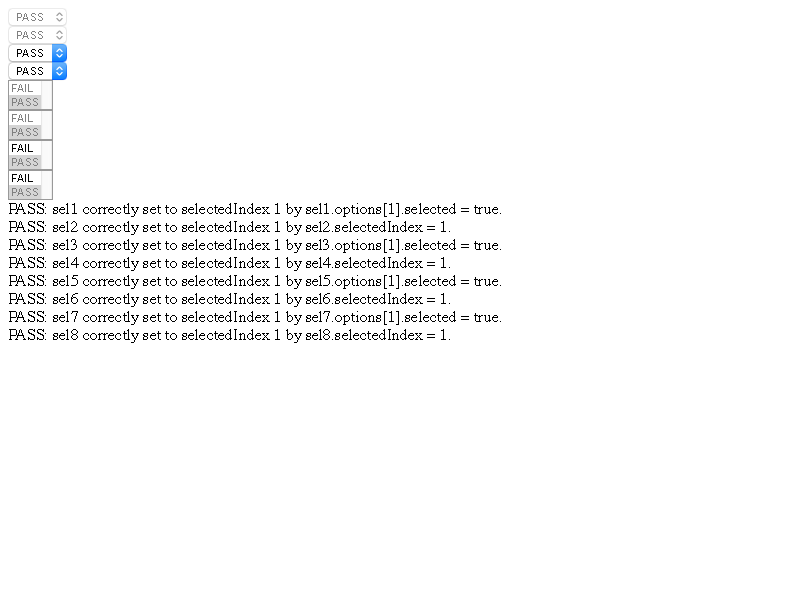 PASS
PASS
PASS
PASS
FAIL
PASS
FAIL
PASS
FAIL
PASS
FAIL
PASS
PASS: sel1 correctly set to selectedIndex 1 by sel1.options[1].selected = true.
PASS: sel2 correctly set to selectedIndex 1 by sel2.selectedIndex = 1.
PASS: sel3 correctly set to selectedIndex 1 by sel3.options[1].selected = true.
PASS: sel4 correctly set to selectedIndex 1 by sel4.selectedIndex = 1.
PASS: sel5 correctly set to selectedIndex 1 by sel5.options[1].selected = true.
PASS: sel6 correctly set to selectedIndex 1 by sel6.selectedIndex = 1.
PASS: sel7 correctly set to selectedIndex 1 by sel7.options[1].selected = true.
PASS: sel8 correctly set to selectedIndex 1 by sel8.selectedIndex = 1.